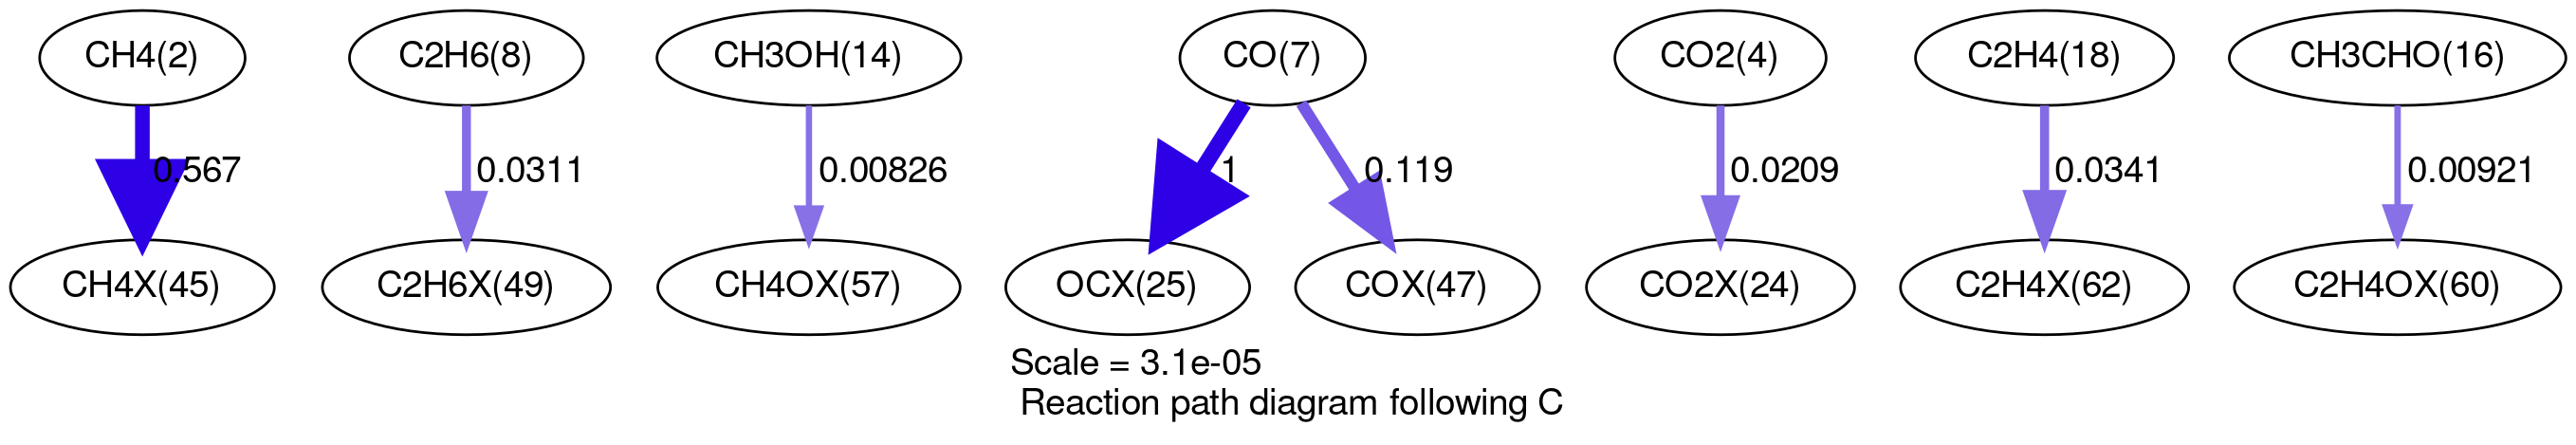 CH4(2) C2H6(8) CH3OH(14) CO(7) CO2(4) C2H4(18) CH3CHO(16)
0.567 0.0311 0.00826 1 0.119 0.0209 0.0341 0.00921
CH4X(45) C2H6X(49) CH4OX(57) OCX(25) COX(47) CO2X(24) C2H4X(62) C2H4OX(60)
Scale = 3.1e-05
Reaction path diagram following C